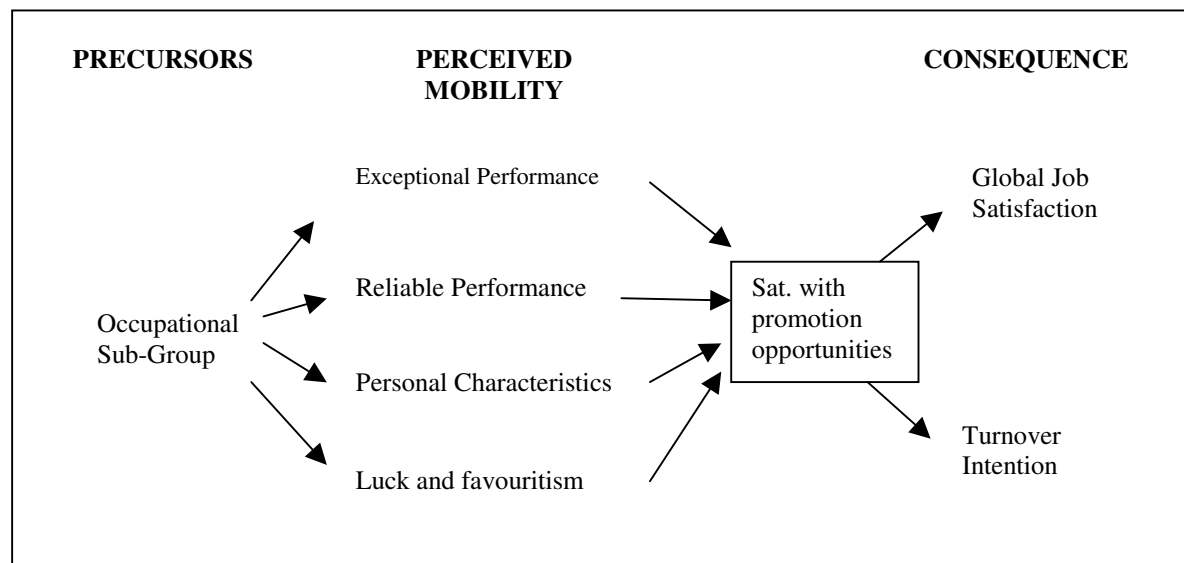 PRECURSORS
PERCEIVED
MOBILITY
CONSEQUENCE
Exceptional Performance
Reliable Performance
Occupational
Sub-Group
Personal Characteristics
Luck and favouritism
Sat. with
promotion
opportunities
Global Job
Satisfaction
Turnover
Intention